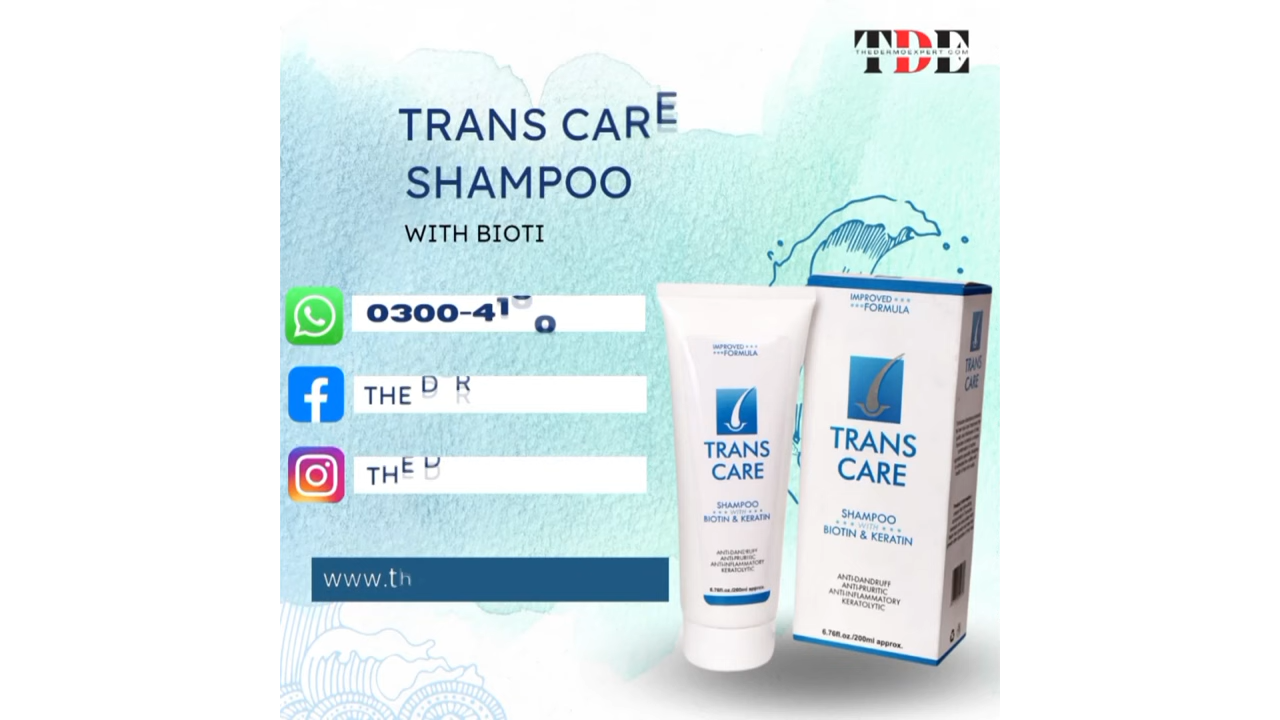 TDE
THEDERMOEXPERT.COM
TRANS CARE
SHAMPOO
WITH BIOTI
0300-41
THE D R
THE D
www.th
IMPROVED
FORMULA
TRANS
CARE
SHAMPOO
WITH
BIOTIN & KERATIN
ANTI-DANDRUFF
ANTI-PRURITIC
ANTI-INFLAMMATORY
KERATOLYTIC
6.76fl.oz./200ml approx.
IMPROVED
FORMULA
TRANS
CARE
SHAMPOO
WITH
BIOTIN & KERATIN
ANTI-DANDRUFF
ANTI-PRURITIC
ANTI-INFLAMMATORY
KERATOLYTIC
6.76fl.oz./200ml approx.
TRANS
CARE